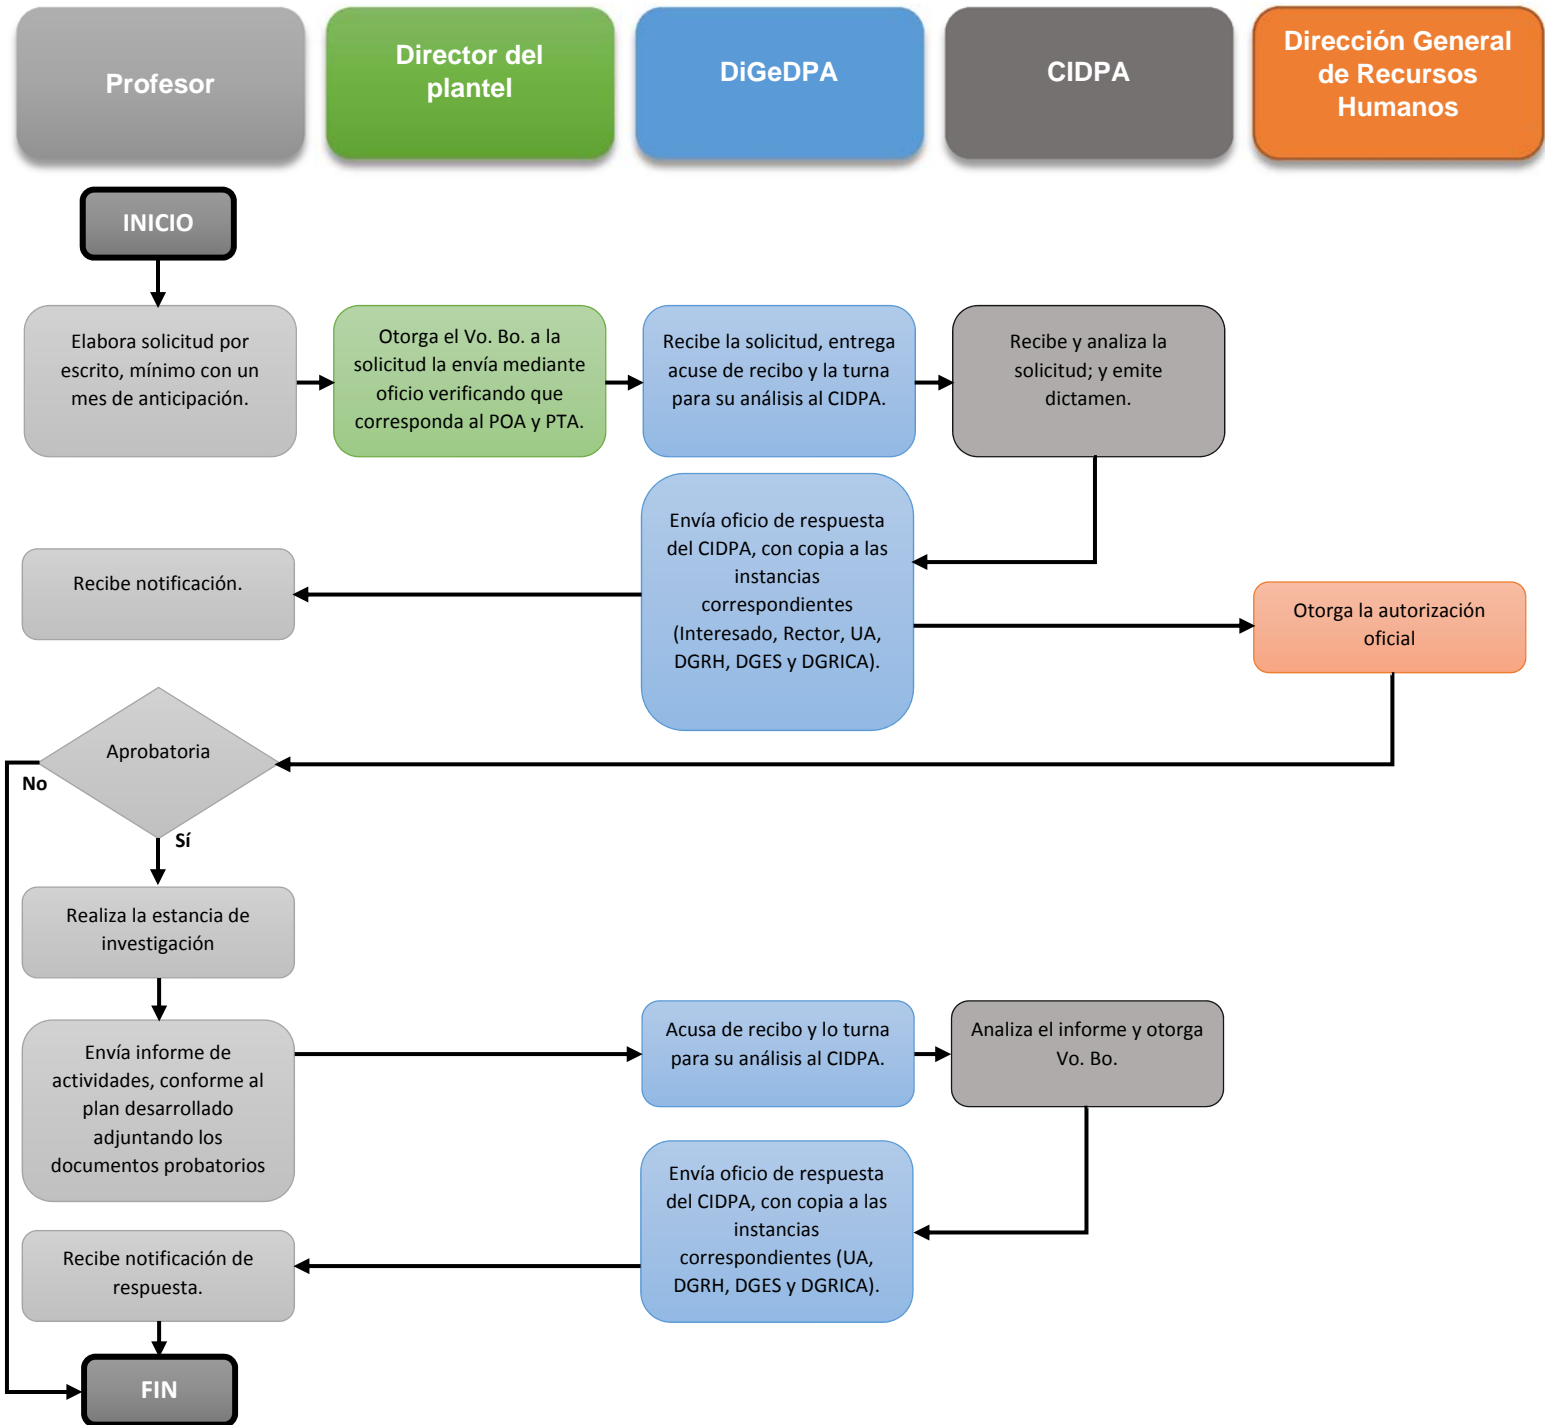 Profesor
Director del
plantel
DiGeDPA
CIDPA
Dirección General
de Recursos
Humanos
INICIO
Elabora solicitud por
escrito, mínimo con un
mes de anticipación.
Otorga el Vo. Bo. a la
solicitud la envía mediante
oficio verificando que
corresponda al POA y PTA.
Recibe la solicitud, entrega
acuse de recibo y la turna
para su análisis al CIDPA.
Recibe y analiza la
solicitud; y emite
dictamen.
Envía oficio de respuesta
del CIDPA, con copia a las
instancias
correspondientes
(Interesado, Rector, UA,
DGRH, DGES y DGRICA).
Recibe notificación.
Otorga la autorización
oficial
Aprobatoria
No
Sí
Realiza la estancia de
investigación
Envía informe de
actividades, conforme al
plan desarrollado
adjuntando los
documentos probatorios
Acusa de recibo y lo turna
para su análisis al CIDPA.
Analiza el informe y otorga
Vo. Bo.
Envía oficio de respuesta
del CIDPA, con copia a las
instancias
correspondientes (UA,
DGRH, DGES y DGRICA).
Recibe notificación de
respuesta.
FIN